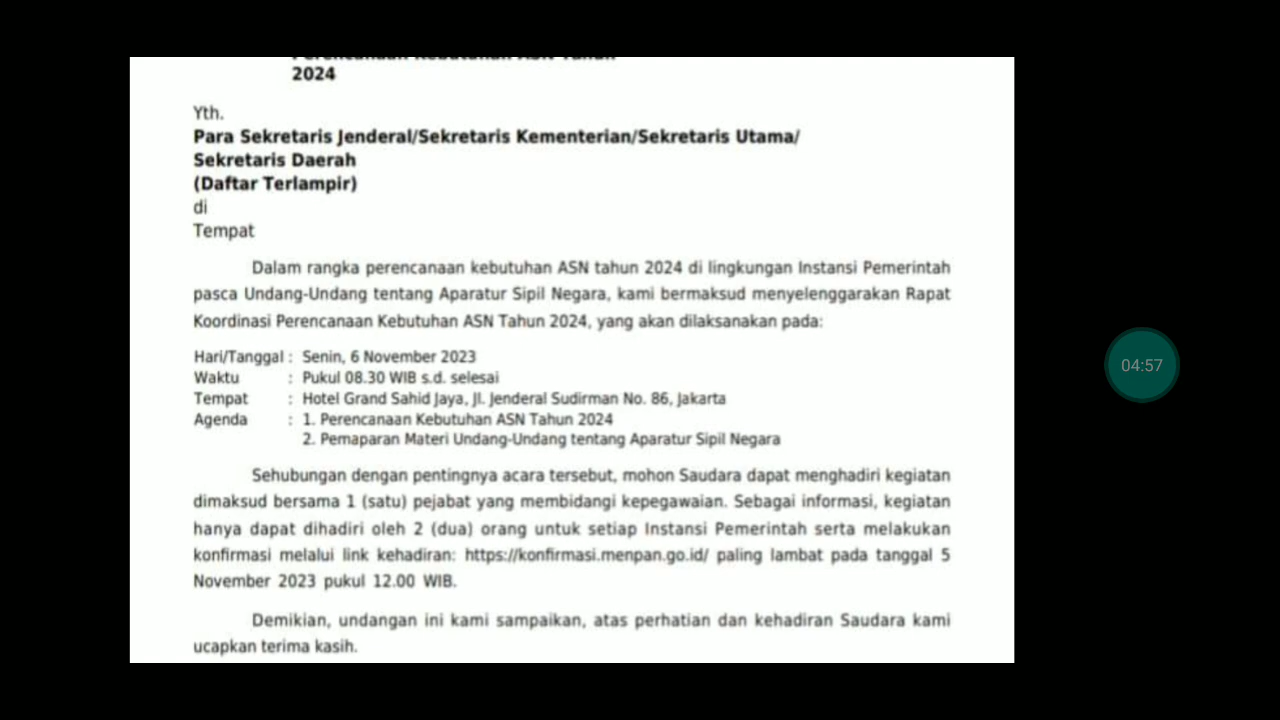 Perencanaan Kebutuhan ASN Tahun
2024
Yth.
Para Sekretaris Jenderal/Sekretaris Kementerian/Sekretaris Utama/
Sekretaris Daerah
(Daftar Terlampir)
di
Tempat
Dalam rangka perencanaan kebutuhan ASN tahun 2024 di lingkungan Instansi Pemerintah
pasca Undang-Undang tentang Aparatur Sipil Negara, kami bermaksud menyelenggarakan Rapat
Koordinasi Perencanaan Kebutuhan ASN Tahun 2024, yang akan dilaksanakan pada:
Hari/Tanggal : Senin, 6 November 2023
Waktu : Pukul 08.30 WIB s.d. selesai
Tempat : Hotel Grand Sahid Jaya, Jl. Jenderal Sudirman No. 86, Jakarta
Agenda : 1. Perencanaan Kebutuhan ASN Tahun 2024
2. Pemaparan Materi Undang-Undang tentang Aparatur Sipil Negara
Sehubungan dengan pentingnya acara tersebut, mohon Saudara dapat menghadiri kegiatan
dimaksud bersama 1 (satu) pejabat yang membidangi kepegawaian. Sebagai informasi, kegiatan
hanya dapat dihadiri oleh 2 (dua) orang untuk setiap Instansi Pemerintah serta melakukan
konfirmasi melalui link kehadiran: https://konfirmasi.menpan.go.id/ paling lambat pada tanggal 5
November 2023 pukul 12.00 WIB.
Demikian, undangan ini kami sampaikan, atas perhatian dan kehadiran Saudara kami
ucapkan terima kasih.
04:57